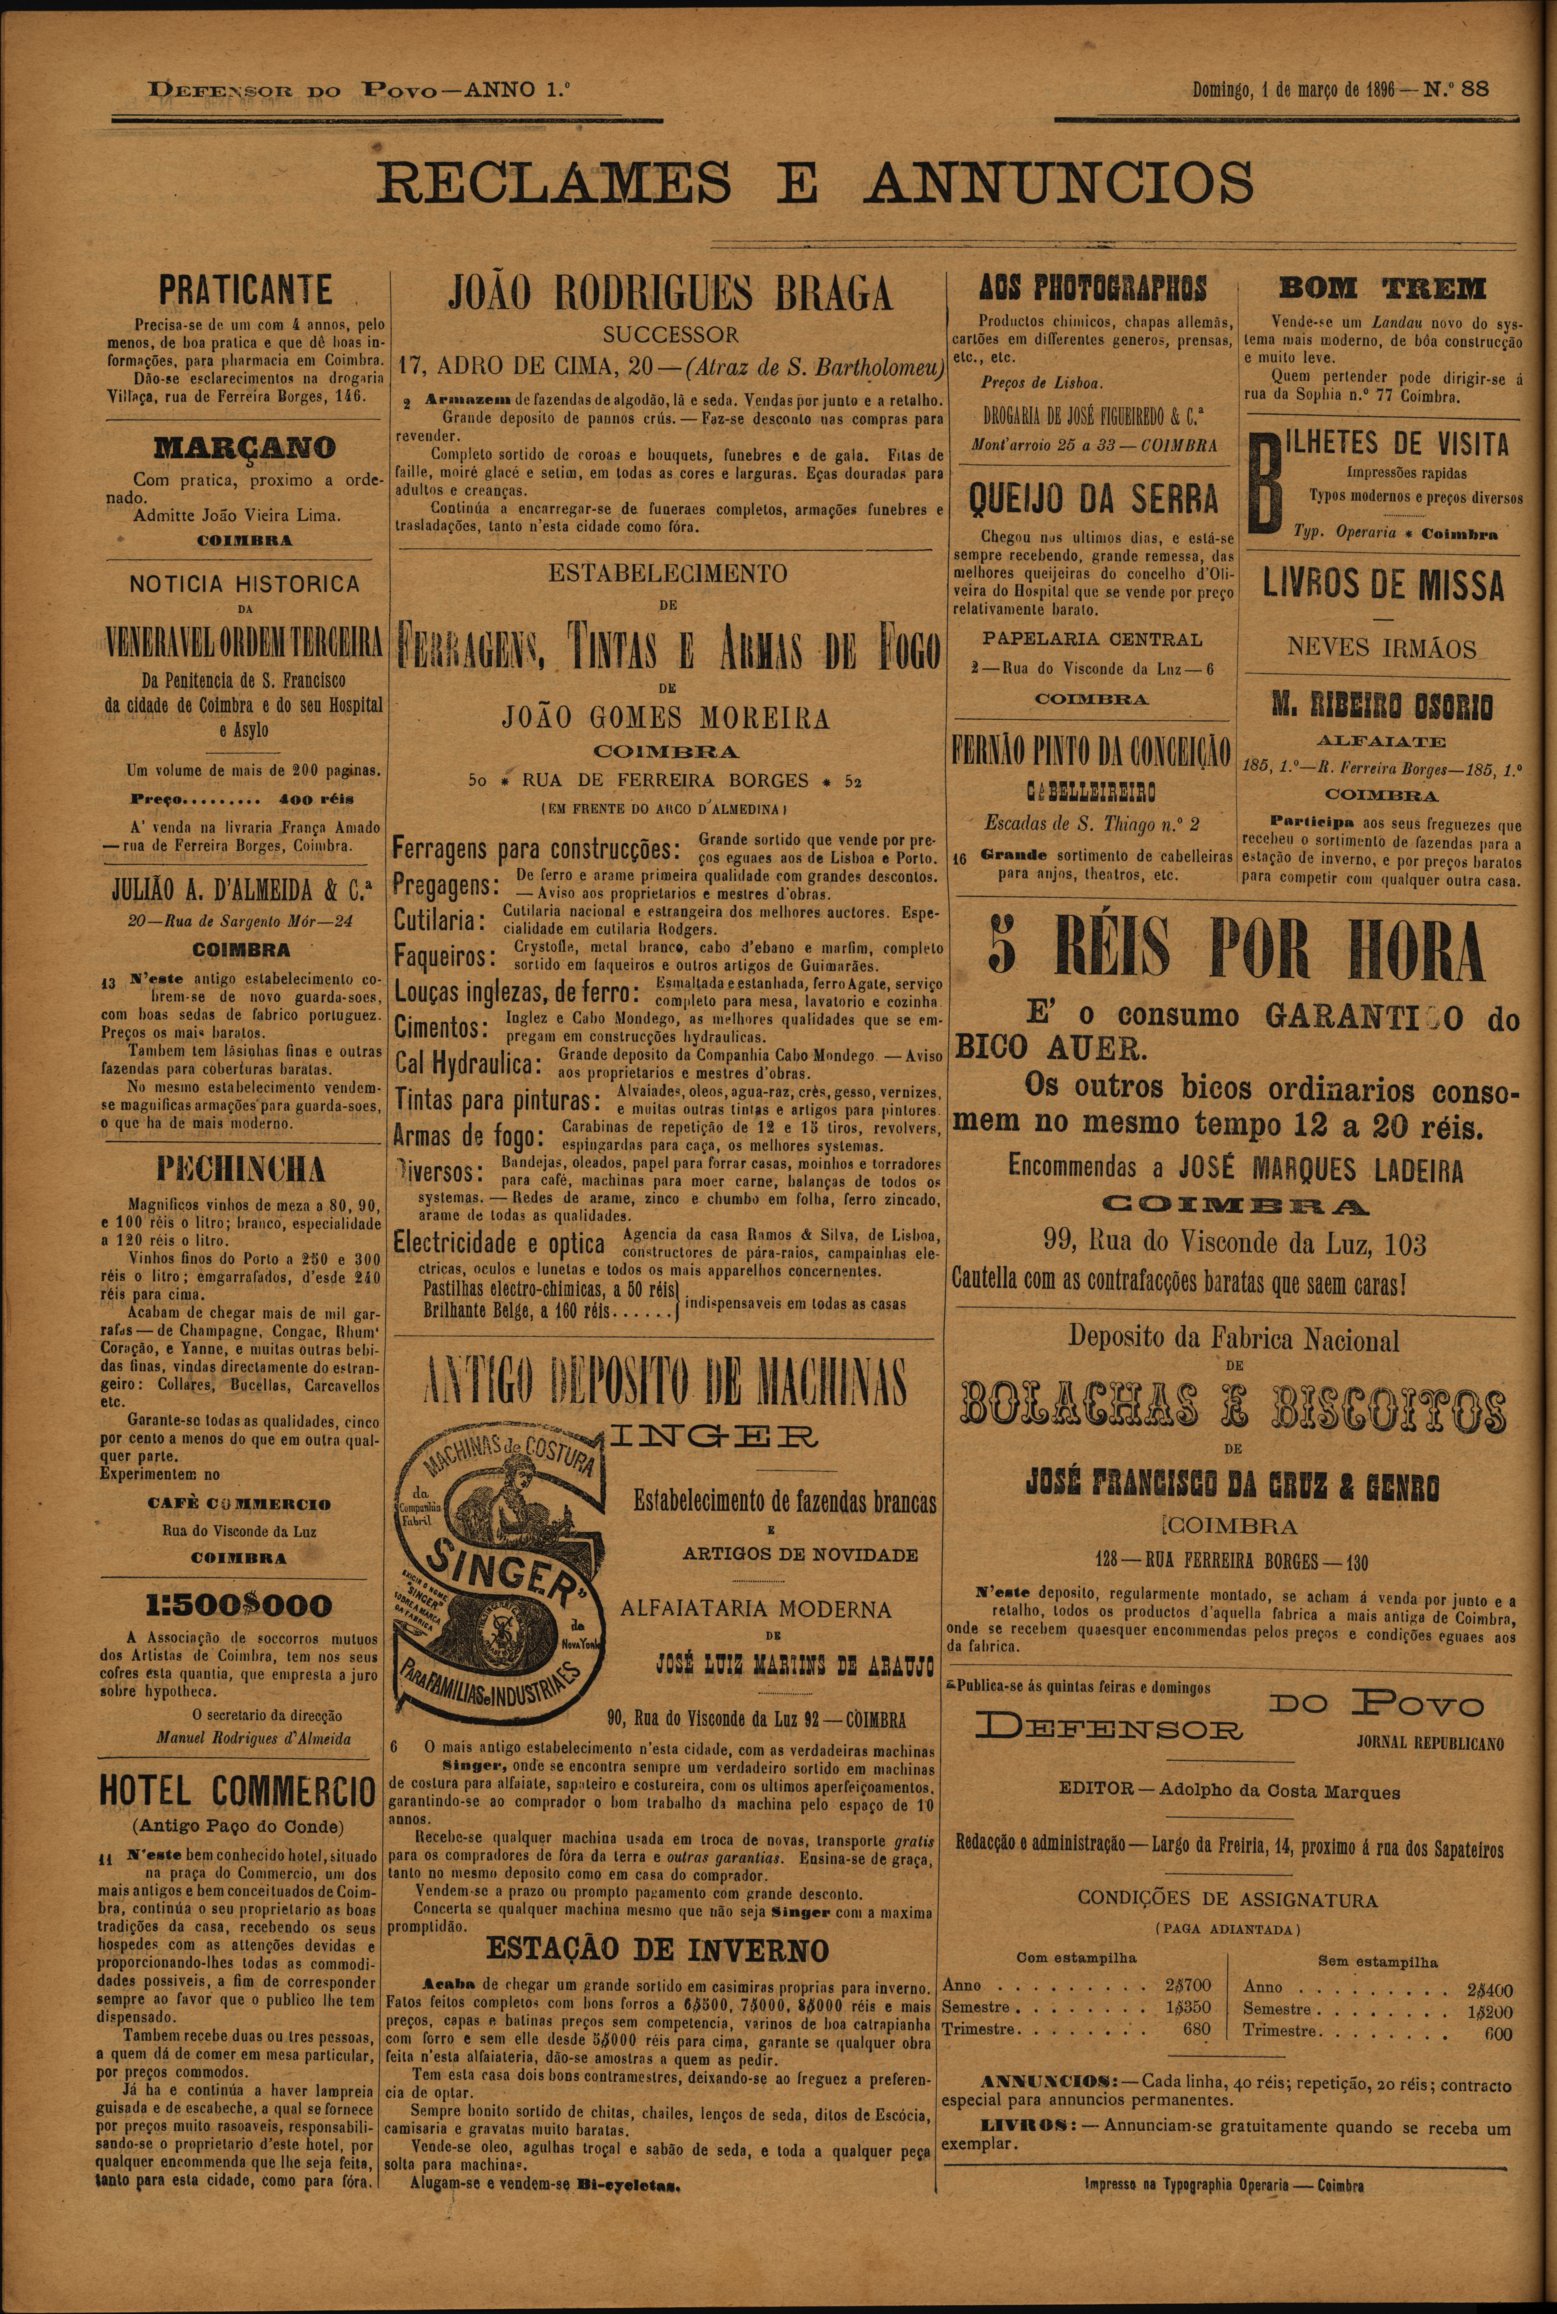 DEFENSOR DO POVO—ANNO 1.º
Domingo, 1 de março de 1896—N.º 88
RECLAMES E ANNUNCIOS
PRATICANTE
Precisa-se de um com 4 annos, pelo
menos, de boa pratica e que dê boas in-
formações, para pharmacia em Coimbra.
Dão-se esclarecimentos na drogaria
Villaça, rua de Ferreira Borges, 146.
MARÇANO
Com pratica, proximo a orde-
nado.
Admitte João Vieira Lima.
COIMBRA
NOTICIA HISTORICA
DA
VENERAVEL ORDEM TERCEIRA
Da Penitencia de S. Francisco
da cidade de Coimbra e do seu Hospital
e Asylo
Um volume de mais de 200 paginas.
Preço......... 400 réis
A' venda na livraria França Amado
—rua de Ferreira Borges, Coimbra.
JULIÃO A. D'ALMEIDA & C.ª
20—Rua de Sargento Mór—24
COIMBRA
13 N'este antigo estabelecimento co-
brem-se de novo guarda-soes,
com boas sedas de fabrico portuguez.
Preços os mais baratos.
Tambem tem lãsinhas finas e outras
fazendas para coberturas baratas.
No mesmo estabelecimento vendem-
se magnificas armações para guarda-soes,
o que ha de mais moderno.
PECHINCHA
Magnificos vinhos de meza a 80, 90,
e 100 réis o litro; branco, especialidade
a 120 réis o litro.
Vinhos finos do Porto a 250 e 300
réis o litro; emgarrafados, d'esde 240
réis para cima.
Acabam de chegar mais de mil gar-
rafas—de Champagne, Congac, Rhum'
Coração, e Yanne, e muitas outras bebi-
das finas, vindas directamente do estran-
geiro: Collares, Bucellas, Carcavellos
etc.
Garante-se todas as qualidades, cinco
por cento a menos do que em outra qual-
quer parte.
Experimentem no
CAFÈ COMMERCIO
Rua do Visconde da Luz
COIMBRA
1:500$000
A Associação de soccorros mutuos
dos Artistas de Coimbra, tem nos seus
cofres esta quantia, que empresta a juro
sobre hypotheca.
O secretario da direcção
Manuel Rodrigues d'Almeida
HOTEL COMMERCIO
(Antigo Paço do Conde)
11 N'este bem conhecido hotel, situado
na praça do Commercio, um dos
mais antigos e bem conceituados de Coim-
bra, continúa o seu proprietario as boas
tradições da casa, recebendo os seus
hospedes com as attenções devidas e
proporcionando-lhes todas as commodi-
dades possiveis, a fim de corresponder
sempre ao favor que o publico lhe tem
dispensado.
Tambem recebe duas ou tres pessoas,
a quem dá de comer em mesa particular,
por preços commodos.
Já ha e continúa a haver lampreia
guisada e de escabeche, a qual se fornece
por preços muito rasoaveis, responsabili-
sando-se o proprietario d'este hotel, por
qualquer encommenda que lhe seja feita,
tanto para esta cidade, como para fóra.
JOÃO RODRIGUES BRAGA
SUCCESSOR
17, ADRO DE CIMA, 20—(Atraz de S. Bartholomeu)
2 Armazem de fazendas de algodão, lã e seda. Vendas por junto e a retalho.
Grande deposito de pannos crús.—Faz-se desconto nas compras para
revender.
Completo sortido de coroas e bouquets, funebres e de gala. Fitas de
faille, moiré glacé e setim, em todas as cores e larguras. Eças douradas para
adultos e creanças.
Continúa a encarregar-se de funeraes completos, armações funebres e
trasladações, tanto n'esta cidade como fóra.
ESTABELECIMENTO
DE
FERRAGENS, TINTAS E ARMAS DE FOGO
DE
JOÃO GOMES MOREIRA
COIMBRA
50 * RUA DE FERREIRA BORGES * 52
(EM FRENTE DO ARCO D'ALMEDINA)
Ferragens para construcções: Grande sortido que vende por pre-
ços eguaes aos de Lisboa e Porto.
Pregagens: De ferro e arame primeira qualidade com grandes descontos.
—Aviso aos proprietarios e mestres d'obras.
Cutilaria: Cutilaria nacional e estrangeira dos melhores auctores. Espe-
cialidade em cutilaria Rodgers.
Faqueiros: Crystofle, metal branco, cabo d'ebano e marfim, completo
sortido em faqueiros e outros artigos de Guimarães.
Louças inglezas, de ferro: Esmaltada e estanhada, ferro Agate, serviço
completo para mesa, lavatorio e cozinha.
Cimentos: Inglez e Cabo Mondego, as melhores qualidades que se em-
pregam em construcções hydraulicas.
Cal Hydraulica: Grande deposito da Companhia Cabo Mondego.—Aviso
aos proprietarios e mestres d'obras.
Tintas para pinturas: Alvaiades, oleos, agua-raz, crès, gesso, vernizes,
e muitas outras tintas e artigos para pintores.
Armas de fogo: Carabinas de repetição de 12 e 15 tiros, revolvers,
espingardas para caça, os melhores systemas.
Diversos: Bandejas, oleados, papel para forrar casas, moinhos e torradores
para café, machinas para moer carne, balanças de todos os
systemas.—Redes de arame, zinco e chumbo em folha, ferro zincado,
arame de todas as qualidades.
Electricidade e optica Agencia da casa Ramos & Silva, de Lisboa,
constructores de pára-raios, campainhas ele-
ctricas, oculos e lunetas e todos os mais apparelhos concernentes.
Pastilhas electro-chimicas, a 50 réis
Brilhante Belge, a 160 réis......
indispensaveis em todas as casas
ANTIGO DEPOSITO DE MACHINAS
SINGER
MACHINAS de COSTURA
da
Companhia
Fabril
"SINGER"
EXIGIR O NOME
"SINGER"
SOBRE A MARCA
DA FABRICA
de
Nova York
PARA FAMILIAS e INDUSTRIAES
Estabelecimento de fazendas brancas
E
ARTIGOS DE NOVIDADE
ALFAIATARIA MODERNA
DE
JOSÉ LUIZ MARTINS DE ARAUJO
90, Rua do Visconde da Luz 92—COIMBRA
6 O mais antigo estabelecimento n'esta cidade, com as verdadeiras machinas
Singer, onde se encontra sempre um verdadeiro sortido em machinas
de costura para alfaiate, sapateiro e costureira, com os ultimos aperfeiçoamentos,
garantindo-se ao comprador o bom trabalho da machina pelo espaço de 10
annos.
Recebe-se qualquer machina usada em troca de novas, transporte gratis
para os compradores de fóra da terra e outras garantias. Ensina-se de graça,
tanto no mesmo deposito como em casa do comprador.
Vendem-se a prazo ou prompto pagamento com grande desconto.
Concerta se qualquer machina mesmo que não seja Singer com a maxima
promptidão.
ESTAÇÃO DE INVERNO
Acaba de chegar um grande sortido em casimiras proprias para inverno.
Fatos feitos completos com bons forros a 6$500, 7$000, 8$000 réis e mais
preços, capas e batinas preços sem competencia, varinos de boa catrapianha
com forro e sem elle desde 5$000 réis para cima, garante se qualquer obra
feita n'esta alfaiateria, dão-se amostras a quem as pedir.
Tem esta casa dois bons contramestres, deixando-se ao freguez a preferen-
cia de optar.
Sempre bonito sortido de chitas, chailes, lenços de seda, ditos de Escócia,
camisaria e gravatas muito baratas.
Vende-se oleo, agulhas troçal e sabão de seda, e toda a qualquer peça
solta para machinas.
Alugam-se e vendem-se Bi-cycletas.
AOS PHOTOGRAPHOS
Productos chimicos, chapas allemãs,
cartões em differentes generos, prensas,
etc., etc.
Preços de Lisboa.
DROGARIA DE JOSÉ FIGUEIREDO & C.ª
Mont'arroio 25 a 33—COIMBRA
QUEIJO DA SERRA
Chegou nos ultimos dias, e está-se
sempre recebendo, grande remessa, das
melhores queijeiras do concelho d'Oli-
veira do Hospital que se vende por preço
relativamente barato.
PAPELARIA CENTRAL
2—Rua do Visconde da Luz—6
COIMBRA
FERNÃO PINTO DA CONCEIÇÃO
CABELLEIREIRO
Escadas de S. Thiago n.º 2
16 Grande sortimento de cabelleiras
para anjos, theatros, etc.
BOM TREM
Vende-se um Landau novo do sys-
tema mais moderno, de bôa construcção
e muito leve.
Quem pertender pode dirigir-se á
rua da Sophia n.º 77 Coimbra.
BILHETES DE VISITA
Impressões rapidas
Typos modernos e preços diversos
Typ. Operaria * Coimbra
LIVROS DE MISSA
NEVES IRMÃOS
M. RIBEIRO OSORIO
ALFAIATE
185, 1.º—R. Ferreira Borges—185, 1.º
COIMBRA
Participa aos seus freguezes que
recebeu o sortimento de fazendas para a
estação de inverno, e por preços baratos
para competir com qualquer outra casa.
5 RÉIS POR HORA
E' o consumo GARANTIDO do
BICO AUER.
Os outros bicos ordinarios conso-
mem no mesmo tempo 12 a 20 réis.
Encommendas a JOSÉ MARQUES LADEIRA
COIMBRA
99, Rua do Visconde da Luz, 103
Cautella com as contrafacções baratas que saem caras!
Deposito da Fabrica Nacional
DE
BOLACHAS E BISCOITOS
DE
JOSÉ FRANCISCO DA CRUZ & GENRO
COIMBRA
128—RUA FERREIRA BORGES—130
N'este deposito, regularmente montado, se acham á venda por junto e a
retalho, todos os productos d'aquella fabrica a mais antiga de Coimbra,
onde se recebem quaesquer encommendas pelos preços e condições eguaes aos
da fabrica.
Publica-se ás quintas feiras e domingos
DEFENSOR DO POVO
JORNAL REPUBLICANO
EDITOR—Adolpho da Costa Marques
Redacção e administração—Largo da Freiria, 14, proximo á rua dos Sapateiros
CONDIÇÕES DE ASSIGNATURA
(PAGA ADIANTADA)
Com estampilha
Anno . . . . . . . . . 2$700
Semestre . . . . . . . . 1$350
Trimestre . . . . . . . . 680
Sem estampilha
Anno . . . . . . . . . 2$400
Semestre . . . . . . . . 1$200
Trimestre . . . . . . . . 600
ANNUNCIOS:—Cada linha, 40 réis; repetição, 20 réis; contracto
especial para annuncios permanentes.
LIVROS:—Annunciam-se gratuitamente quando se receba um
exemplar.
Impresso na Typographia Operaria—Coimbra